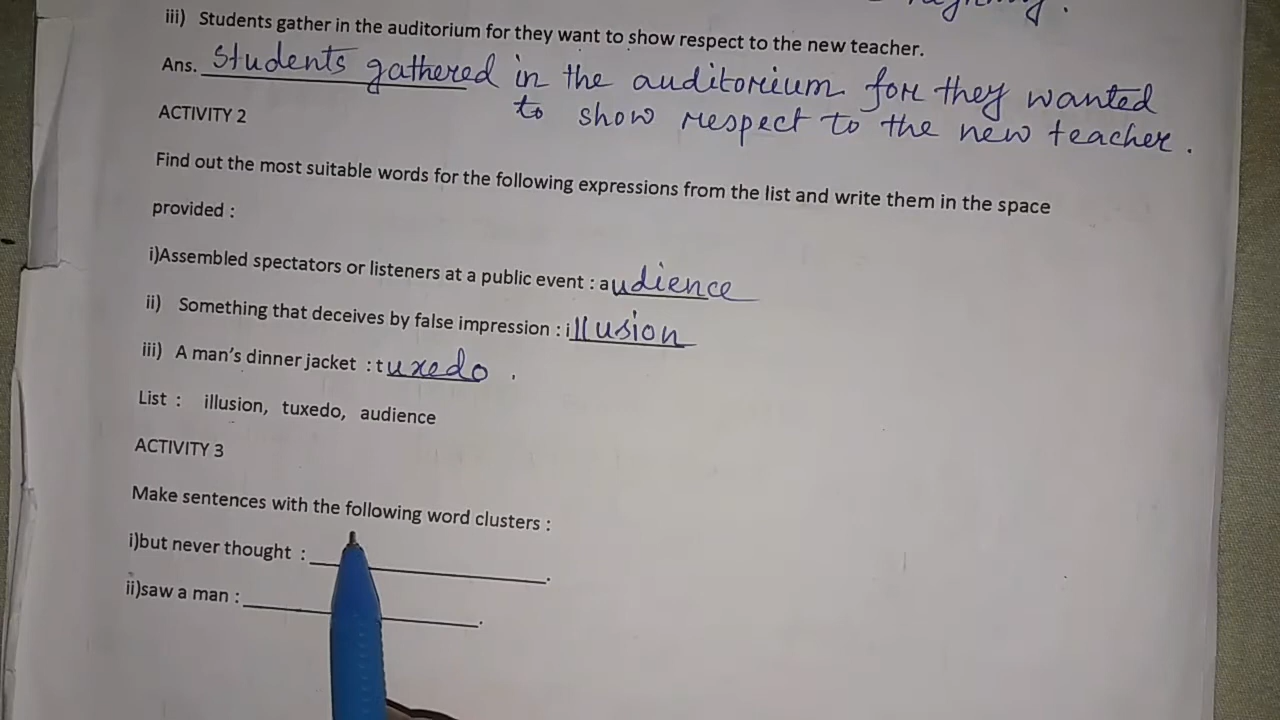 iii) Students gather in the auditorium for they want to show respect to the new teacher.
Ans. Students gathered in the auditorium for they wanted
to show respect to the new teacher.
ACTIVITY 2
Find out the most suitable words for the following expressions from the list and write them in the space
provided :
i)Assembled spectators or listeners at a public event : audience
ii) Something that deceives by false impression : illusion
iii) A man's dinner jacket : tuxedo .
List : illusion, tuxedo, audience
ACTIVITY 3
Make sentences with the following word clusters :
i)but never thought : ____________.
ii)saw a man : ____________.